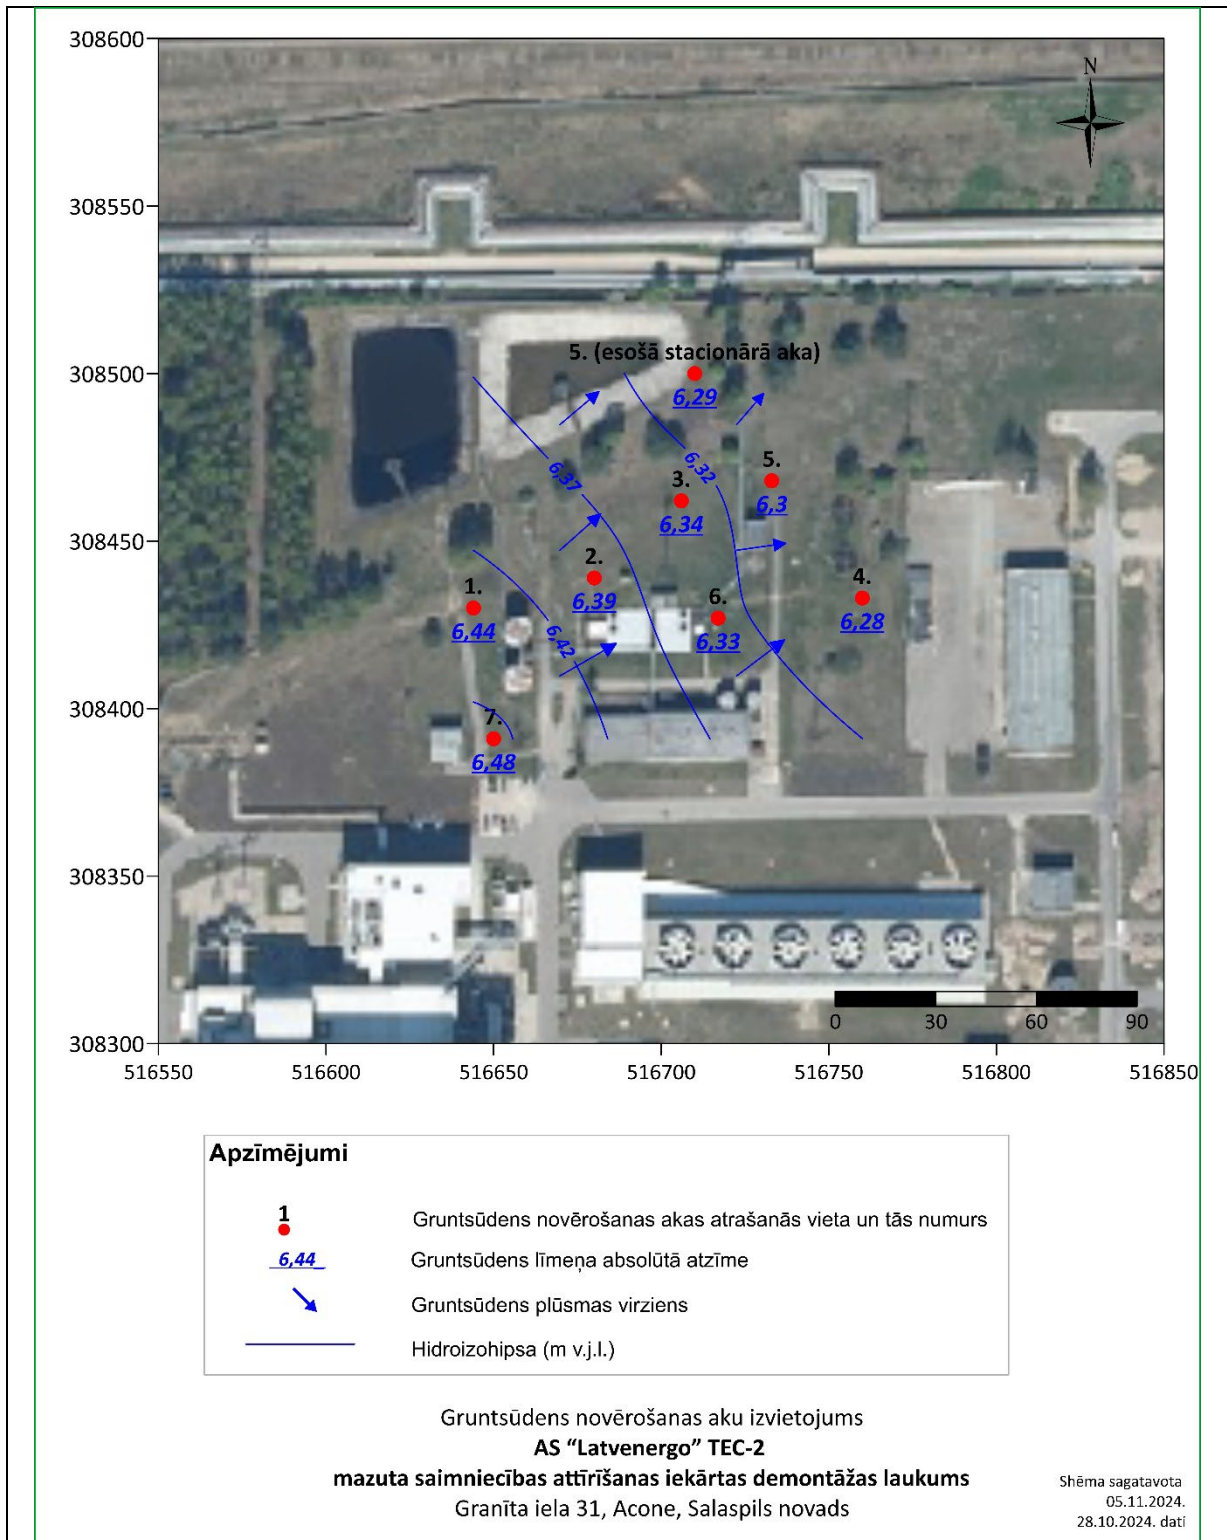 308600
N
308550
308500
5. (esošā stacionārā aka)
6,29
6,37
6,32
3.
5.
6,34
6,3
308450
2.
1.
4.
6,39
6.
6,44
6,42
6,33
6,28
308400
7.
6,48
308350
308300
0 30 60 90
516550 516600 516650 516700 516750 516800 516850
Apzīmējumi
1
Gruntsūdens novērošanas akas atrašanās vieta un tās numurs
6,44
Gruntsūdens līmeņa absolūtā atzīme
Gruntsūdens plūsmas virziens
Hidroizohipsa (m v.j.l.)
Gruntsūdens novērošanas aku izvietojums
AS “Latvenergo” TEC-2
mazuta saimniecības attīrīšanas iekārtas demontāžas laukums
Granīta iela 31, Acone, Salaspils novads
Shēma sagatavota
05.11.2024.
28.10.2024. dati